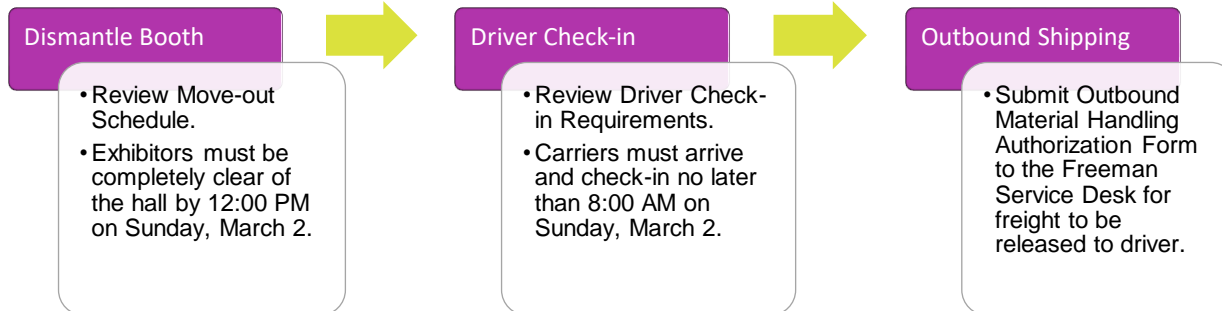 Dismantle Booth
• Review Move-out
Schedule.
• Exhibitors must be
completely clear of
the hall by 12:00 PM
on Sunday, March 2.
Driver Check-in
• Review Driver Check-
in Requirements.
• Carriers must arrive
and check-in no later
than 8:00 AM on
Sunday, March 2.
Outbound Shipping
• Submit Outbound
Material Handling
Authorization Form
to the Freeman
Service Desk for
freight to be
released to driver.